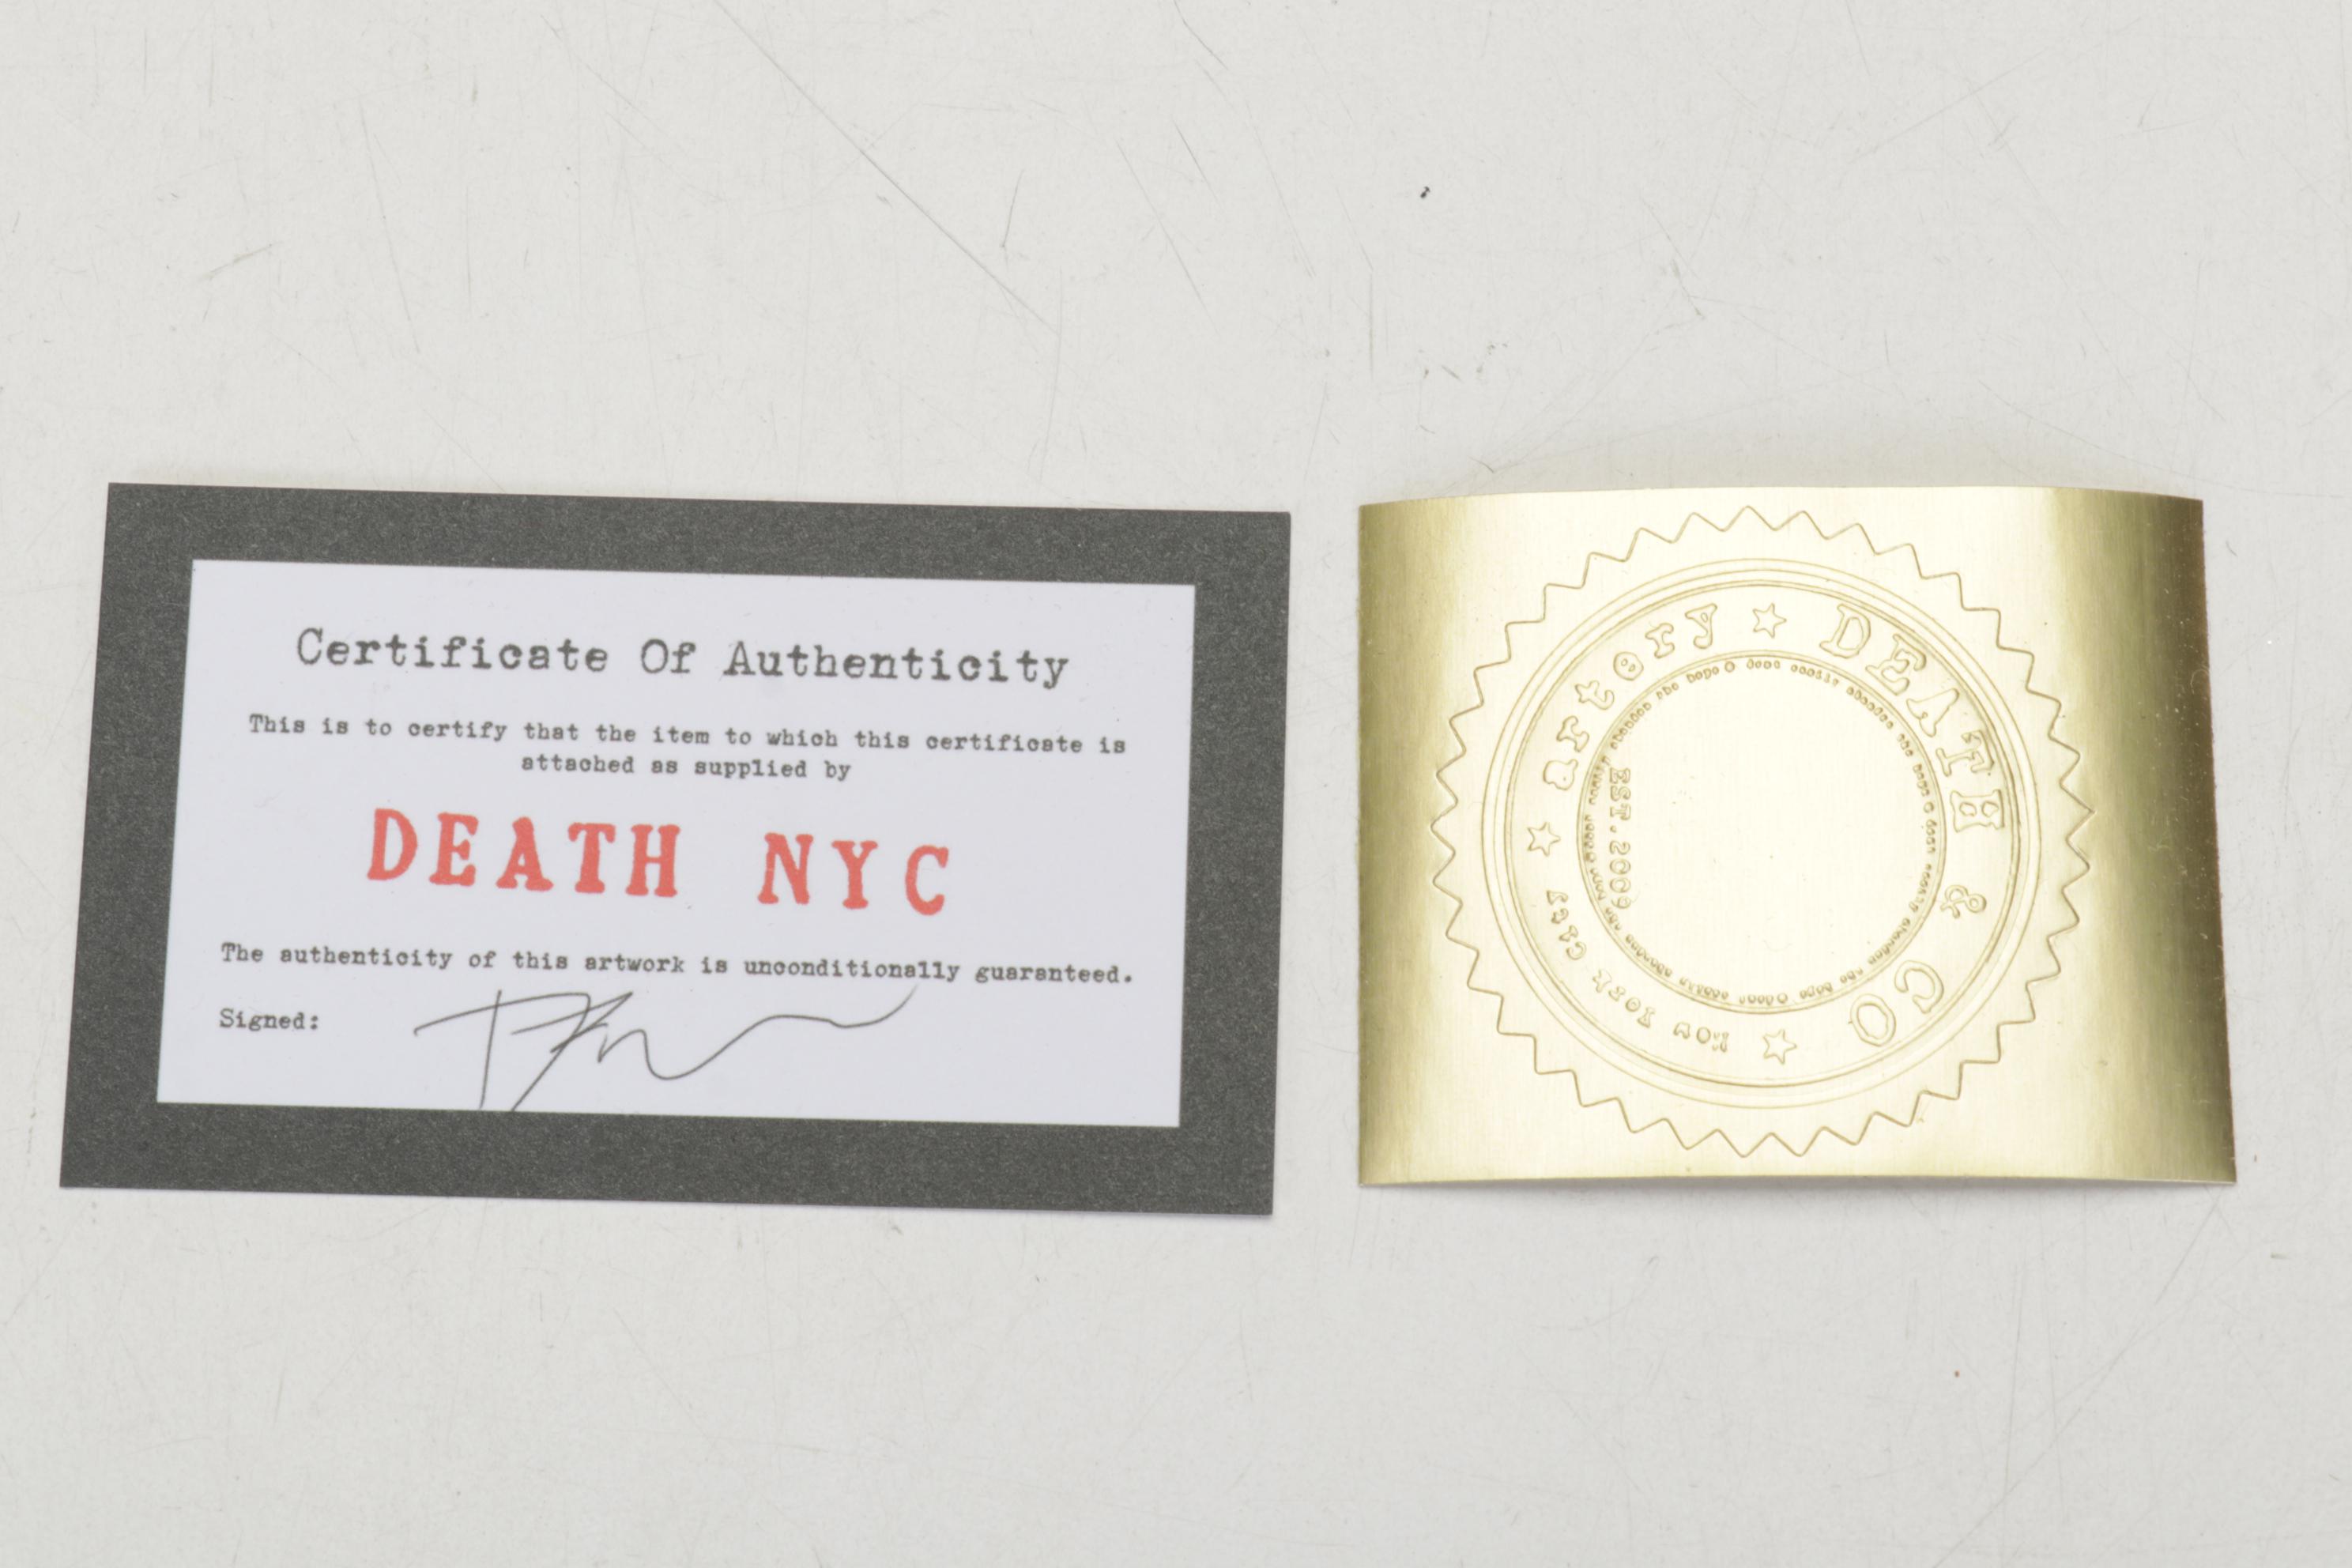 Certificate Of Authenticity
This is to certify that the item to which this certificate is
attached as supplied by
DEATH NYC
The authenticity of this artwork is unconditionally guaranteed.
Signed:
artery ☆ DEATH & CO ☆ New York City ☆
EST. 2009